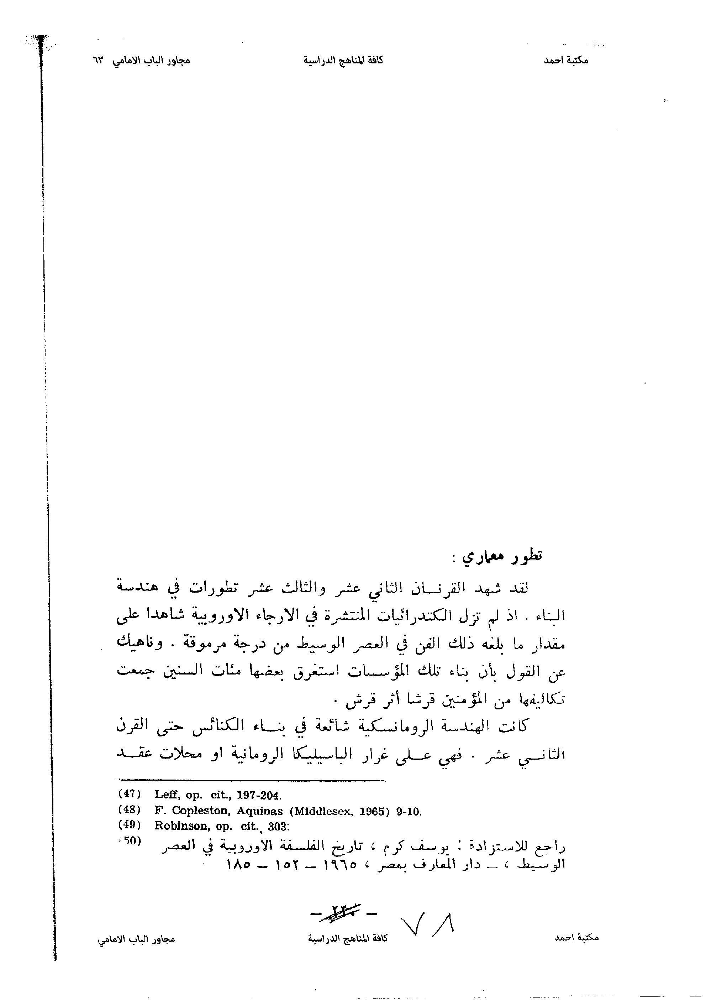 مكتبة احمد كافة المناهج الدراسية مجاور الباب الامامي ٦٣
تطور معماري :
لقد شهد القرنــان الثاني عشر والثالث عشر تطورات في هندسة
البناء . اذ لم تزل الكتدرائيات المنتشرة في الارجاء الاوروبية شاهدا على
مقدار ما بلغه ذلك الفن في العصر الوسيط من درجة مرموقة . وناهيك
عن القول بأن بناء تلك المؤسسات استغرق بعضها مئات السنين جمعت
تكاليفها من المؤمنين قرشا أثر قرش .
كانت الهندسة الرومانسكية شائعة في بنــاء الكنائس حتى القرن
الثانــي عشر . فهي عــلى غرار الباسيليكا الرومانية او محلات عقــد
(47) Leff, op. cit., 197-204.
(48) F. Copleston, Aquinas (Middlesex, 1965) 9-10.
(49) Robinson, op. cit., 303.
(50) راجع للاستزادة : يوسف كرم ، تاريخ الفلسفة الاوروبية في العصر
الوسيط ، – دار المعارف بمصر ، ١٩٦٥ – ١٥٢ – ١٨٥
٧٨
مكتبة احمد كافة المناهج الدراسية مجاور الباب الامامي